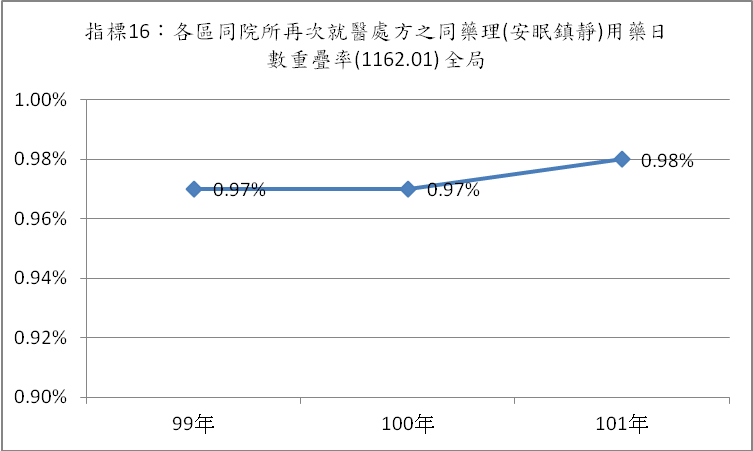 指標16：各區同院所再次就醫處方之同藥理(安眠鎮靜)用藥日
數重疊率(1162.01) 全局
1.00%
0.98%
0.96%
0.94%
0.92%
0.90%
0.97%
0.97%
0.98%
99年
100年
101年